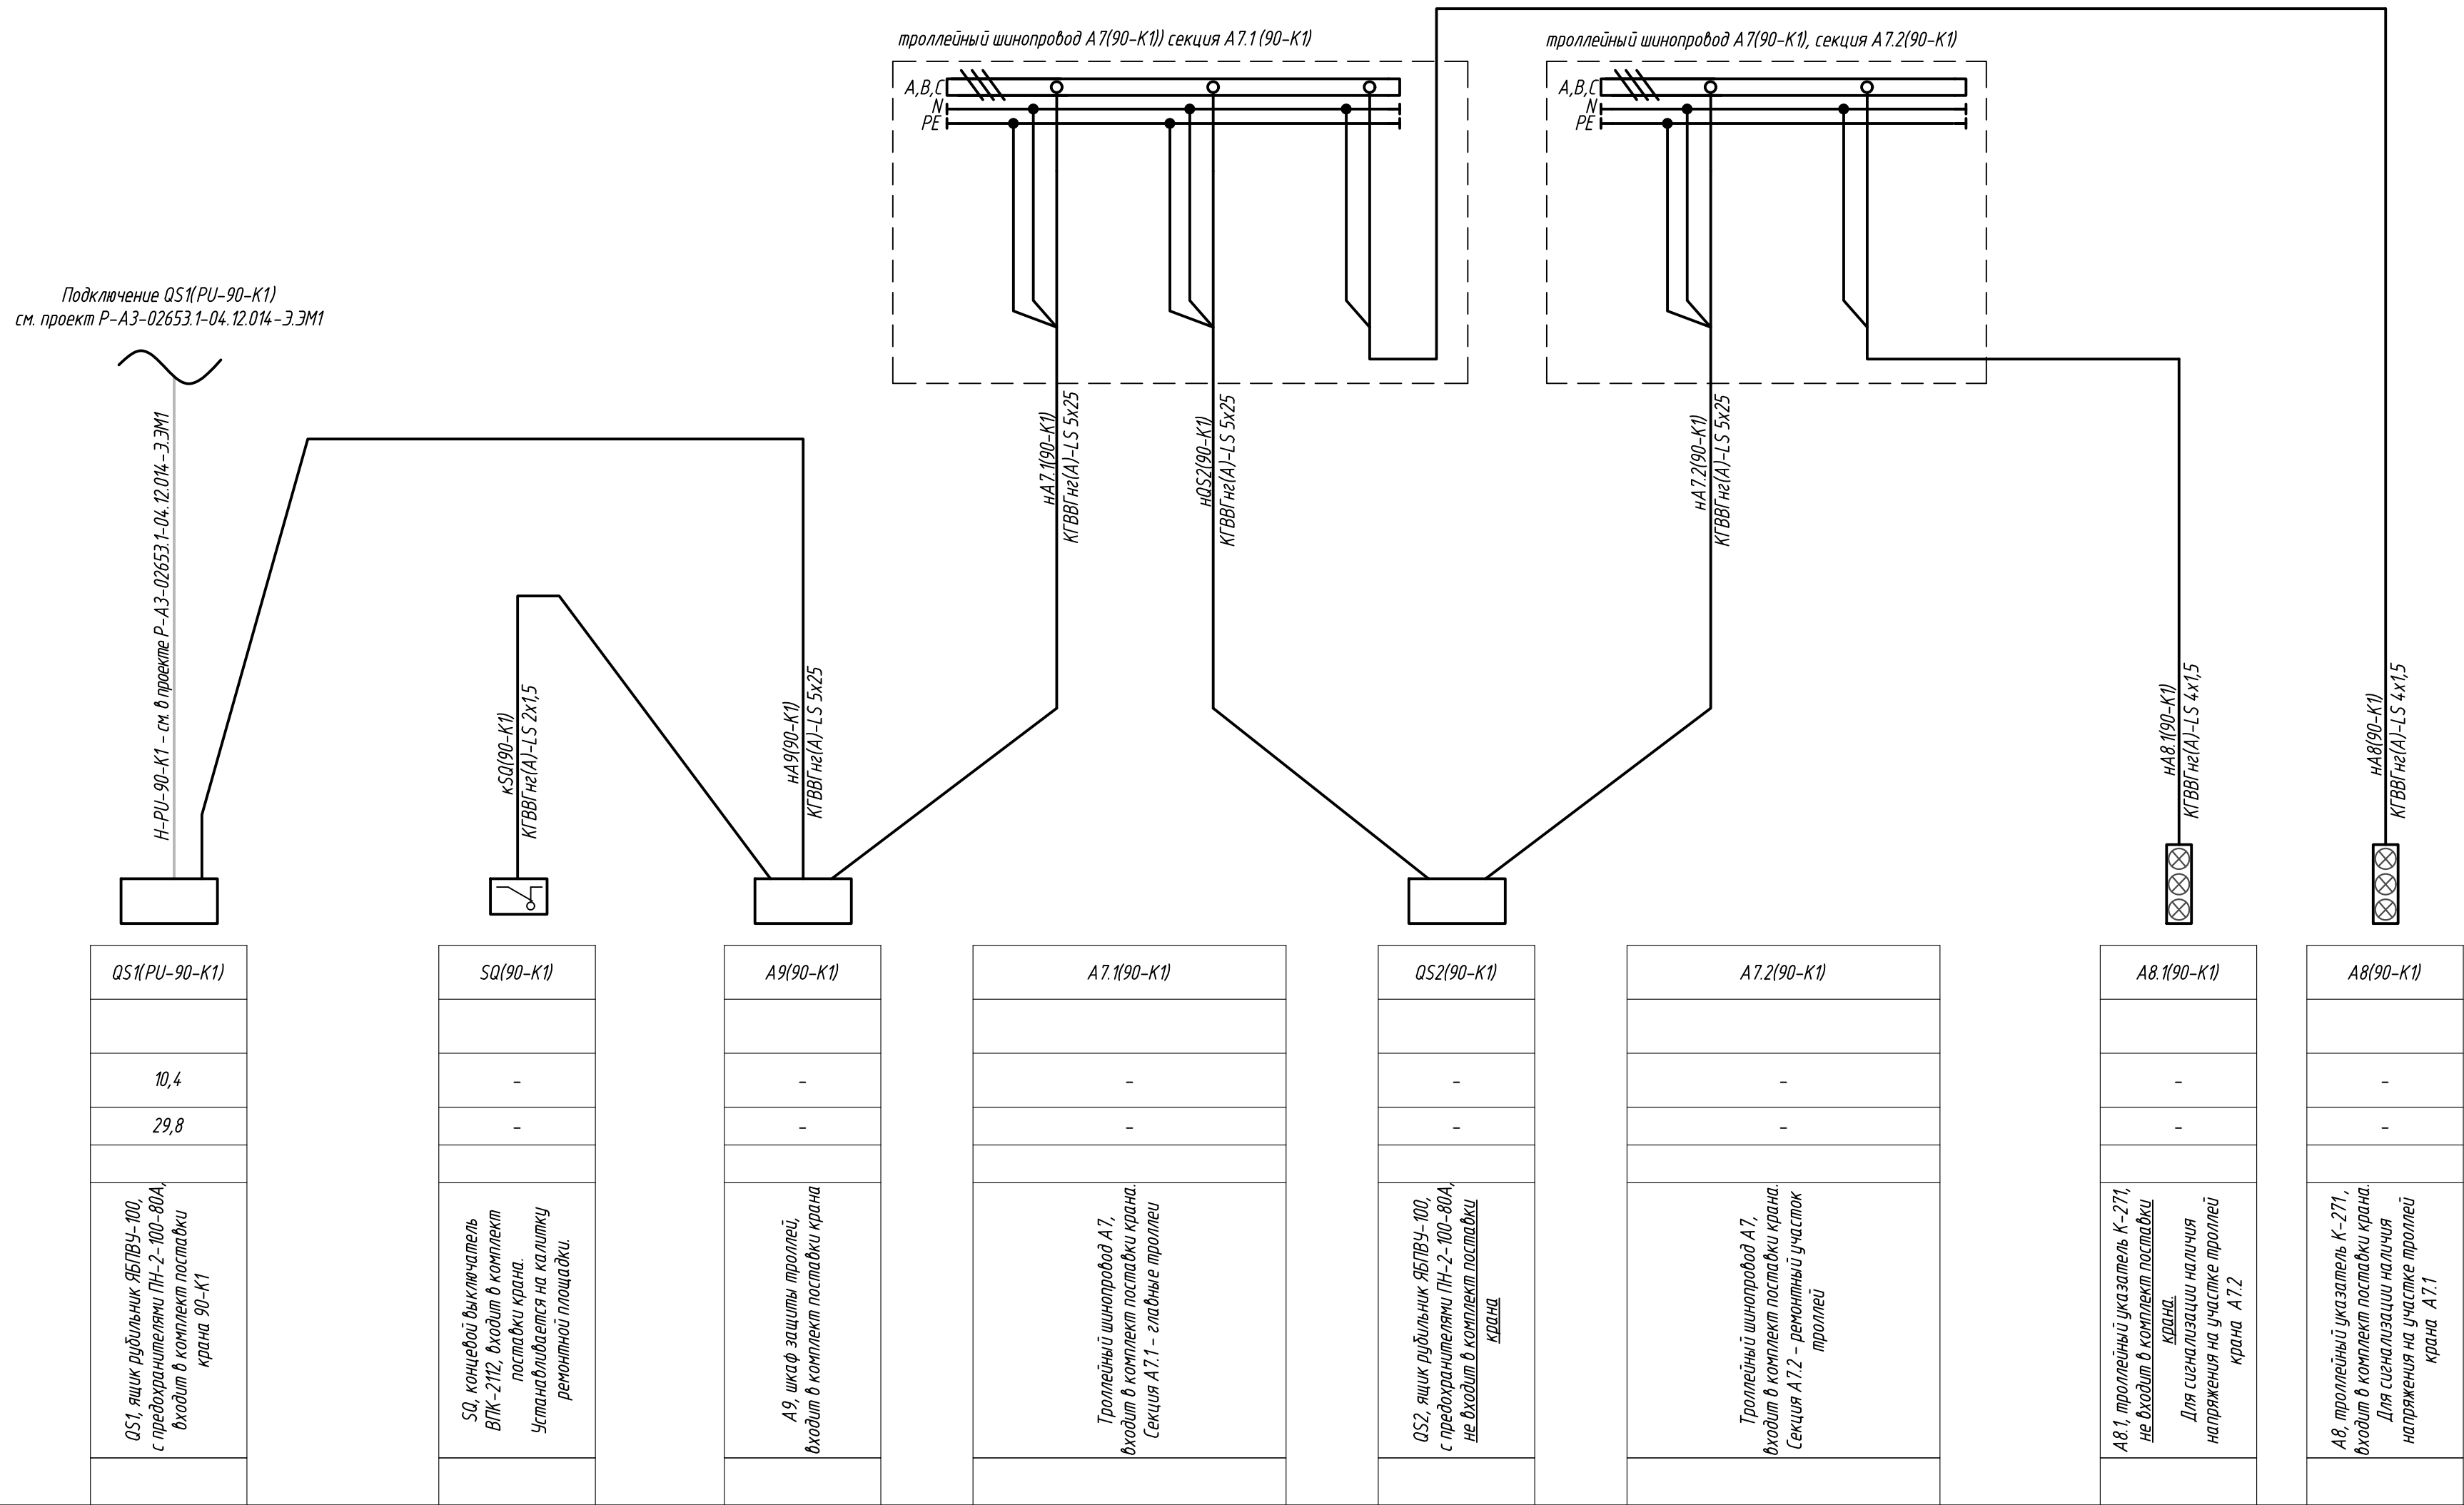 троллейный шинопровод А7(90-К1)) секция А7.1 (90-К1)
троллейный шинопровод А7(90-К1), секция А7.2(90-К1)
A,B,C
N
PE
A,B,C
N
PE
Подключение QS1(PU-90-К1)
см. проект Р-АЗ-02653.1-04.12.014-Э.ЭМ1
Н-PU-90-К1 - см. в проекте Р-АЗ-02653.1-04.12.014-Э.ЭМ1
кSQ(90-К1)
КГВВГнг(А)-LS 2х1,5
нА9(90-К1)
КГВВГнг(А)-LS 5х25
нА7.1(90-К1)
КГВВГнг(А)-LS 5х25
нQS2(90-К1)
КГВВГнг(А)-LS 5х25
нА7.2(90-К1)
КГВВГнг(А)-LS 5х25
нА8.1(90-К1)
КГВВГнг(А)-LS 4х1,5
нА8(90-К1)
КГВВГнг(А)-LS 4х1,5
QS1(PU-90-К1)
10,4
29,8
QS1, ящик рубильник ЯБПВУ-100,
с предохранителями ПН-2-100-80А,
входит в комплект поставки
крана 90-К1
SQ(90-К1)
-
-
SQ, концевой выключатель
ВПК-2112, входит в комплект
поставки крана.
Устанавливается на калитку
ремонтной площадки.
А9(90-К1)
-
-
А9, шкаф защиты троллей,
входит в комплект поставки крана
А7.1(90-К1)
-
-
Троллейный шинопровод А7,
входит в комплект поставки крана.
Секция А7.1 - главные троллеи
QS2(90-К1)
-
-
QS2, ящик рубильник ЯБПВУ-100,
с предохранителями ПН-2-100-80А,
не входит в комплект поставки
крана
А7.2(90-К1)
-
-
Троллейный шинопровод А7,
входит в комплект поставки крана.
Секция А7.2 - ремонтный участок
троллей
А8.1(90-К1)
-
-
А8.1, троллейный указатель К-271,
не входит в комплект поставки
крана.
Для сигнализации наличия
напряжения на участке троллей
крана А7.2
А8(90-К1)
-
-
А8, троллейный указатель К-271 ,
входит в комплект поставки крана.
Для сигнализации наличия
напряжения на участке троллей
крана А7.1